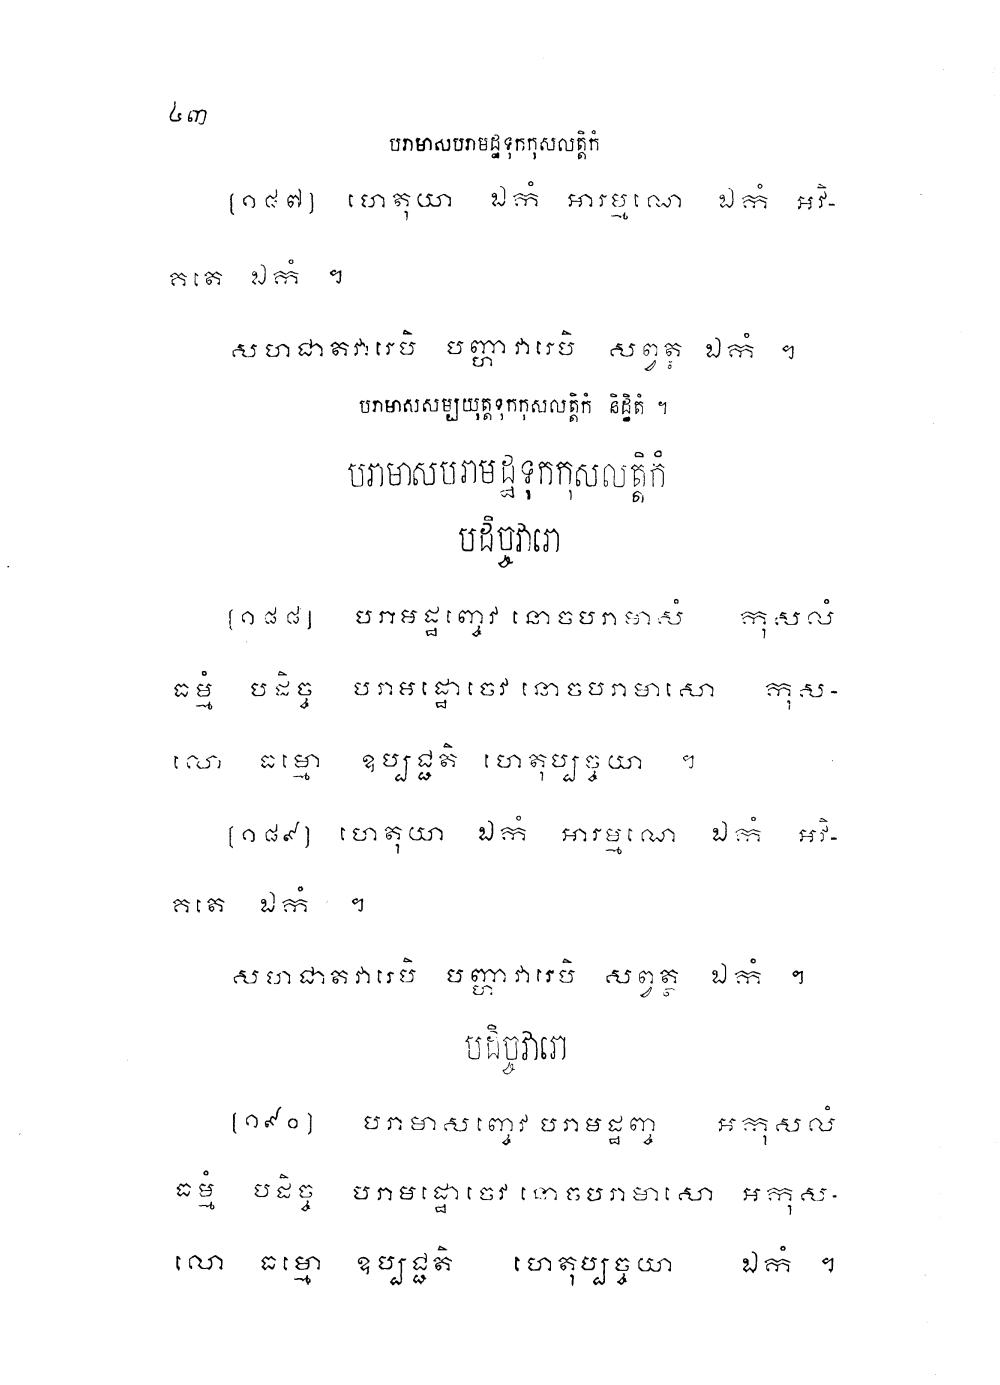 ៤៣
បរាមាសបរាមដ្ឋទុកកុសលត្តិកំ
[១៨៧] ហេតុយា ឯកំ អារម្មណេ ឯកំ អវិ-
គតេ ឯកំ ។
សហជាតវារេបិ បញ្ហាវារេបិ សព្វត្ថ ឯកំ ។
បរាមាសសម្បយុត្តទុកកុសលត្តិកំ និដ្ឋិតំ ។
បរាមាសបរាមដ្ឋទុកកុសលត្តិកំ
បដិច្ចវារោ
[១៨៨] បរាមដ្ឋញ្ចេវ នោចបរាមាសំ កុសលំ
ធម្មំ បដិច្ច បរាមដ្ឋោចេវ នោចបរាមាសោ កុស-
លោ ធម្មោ ឧប្បជ្ជតិ ហេតុប្បច្ចយា ។
[១៨៩] ហេតុយា ឯកំ អារម្មណេ ឯកំ អវិ-
គតេ ឯកំ ។
សហជាតវារេបិ បញ្ហាវារេបិ សព្វត្ថ ឯកំ ។
បដិច្ចវារោ
[១៩០] បរាមាសញ្ចេវ បរាមដ្ឋញ្ច អកុសលំ
ធម្មំ បដិច្ច បរាមដ្ឋោចេវ នោចបរាមាសោ អកុស-
លោ ធម្មោ ឧប្បជ្ជតិ ហេតុប្បច្ចយា ឯកំ ។